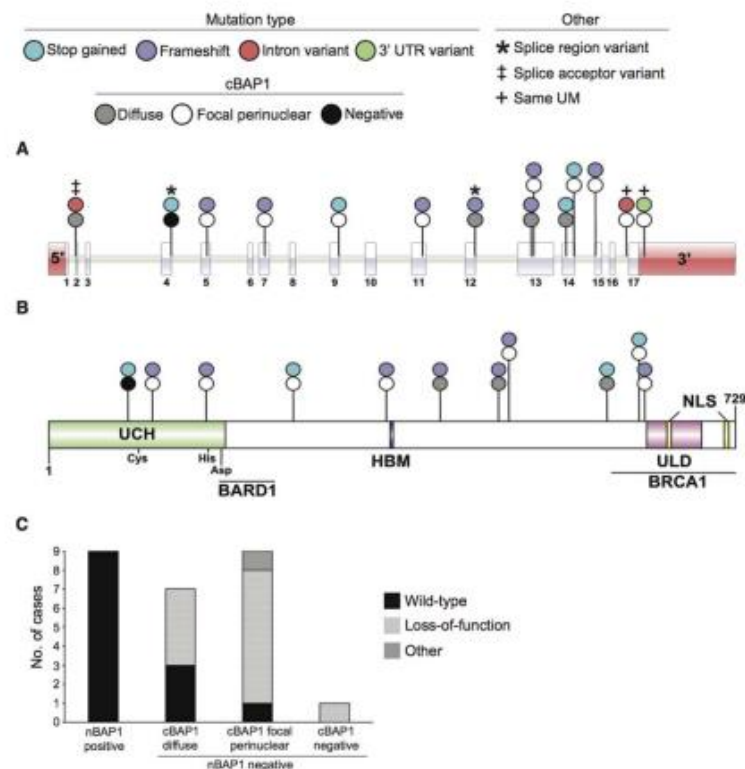 Mutation type
Other
Stop gained Frameshift Intron variant 3' UTR variant
* Splice region variant
‡ Splice acceptor variant
+ Same UM
cBAP1
Diffuse Focal perinuclear Negative
A
‡ * * + +
5' 3'
1 2 3 4 5 6 7 8 9 10 11 12 13 14 15 16 17
B
NLS 729
UCH
1 Cys His Asp HBM ULD
BARD1 BRCA1
C
No. of cases
9
8
7
6
5
4
3
2
1
0
Wild-type
Loss-of-function
Other
nBAP1 positive
cBAP1 diffuse
cBAP1 focal perinuclear
cBAP1 negative
nBAP1 negative